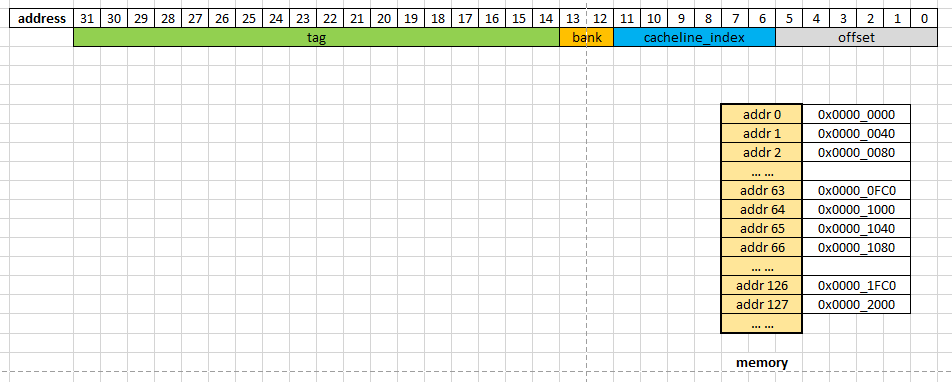 address 31 30 29 28 27 26 25 24 23 22 21 20 19 18 17 16 15 14 13 12 11 10 9 8 7 6 5 4 3 2 1 0
tag bank cacheline_index offset
addr 0 0x0000_0000
addr 1 0x0000_0040
addr 2 0x0000_0080
... ...
addr 63 0x0000_0FC0
addr 64 0x0000_1000
addr 65 0x0000_1040
addr 66 0x0000_1080
... ...
addr 126 0x0000_1FC0
addr 127 0x0000_2000
... ...
memory